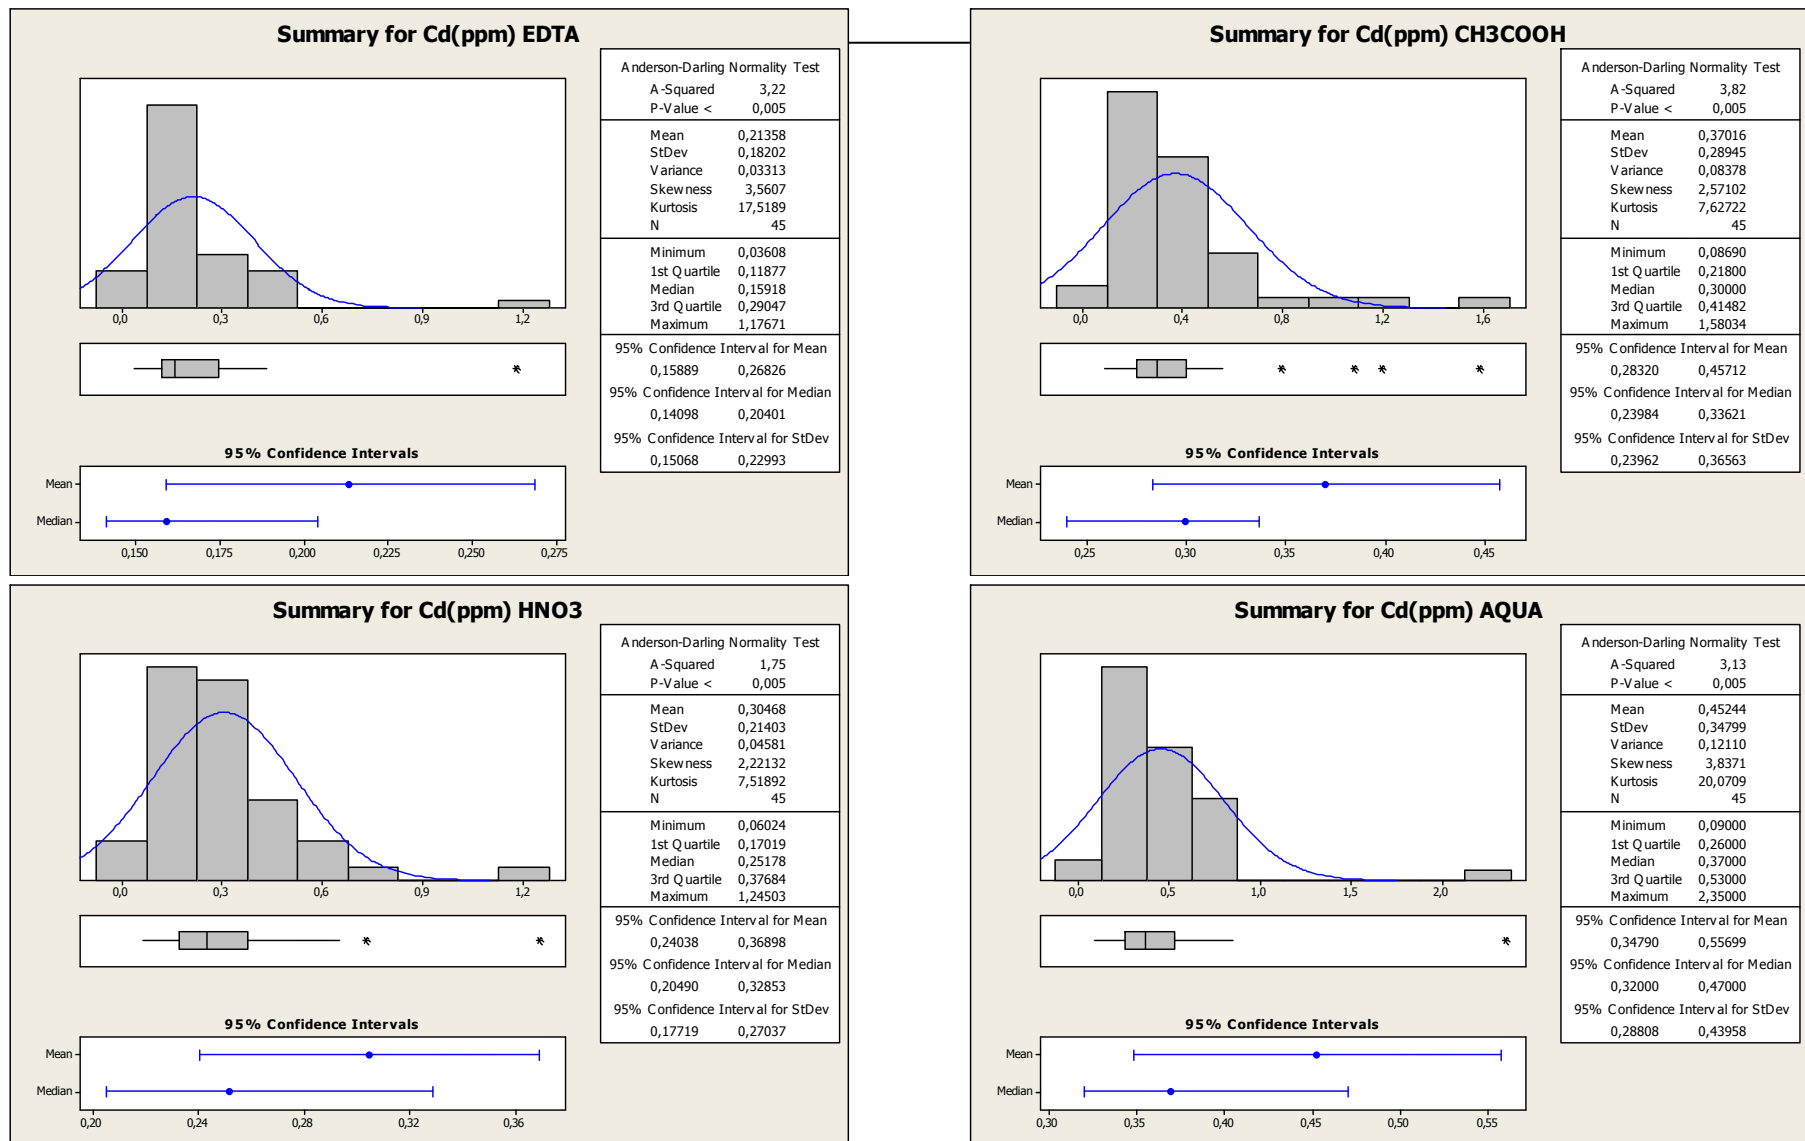 Summary for Cd(ppm) EDTA
Anderson-Darling Normality Test
A-Squared 3,22
P-Value < 0,005
Mean 0,21358
StDev 0,18202
Variance 0,03313
Skewness 3,5607
Kurtosis 17,5189
N 45
Minimum 0,03608
1st Quartile 0,11877
Median 0,15918
3rd Quartile 0,29047
Maximum 1,17671
95% Confidence Interval for Mean
0,15889 0,26826
95% Confidence Interval for Median
0,14098 0,20401
95% Confidence Interval for StDev
0,15068 0,22993
0,0 0,3 0,6 0,9 1,2
95% Confidence Intervals
Mean
Median
0,150 0,175 0,200 0,225 0,250 0,275
Summary for Cd(ppm) CH3COOH
Anderson-Darling Normality Test
A-Squared 3,82
P-Value < 0,005
Mean 0,37016
StDev 0,28945
Variance 0,08378
Skewness 2,57102
Kurtosis 7,62722
N 45
Minimum 0,08690
1st Quartile 0,21800
Median 0,30000
3rd Quartile 0,41482
Maximum 1,58034
95% Confidence Interval for Mean
0,28320 0,45712
95% Confidence Interval for Median
0,23984 0,33621
95% Confidence Interval for StDev
0,23962 0,36563
0,0 0,4 0,8 1,2 1,6
95% Confidence Intervals
Mean
Median
0,25 0,30 0,35 0,40 0,45
Summary for Cd(ppm) HNO3
Anderson-Darling Normality Test
A-Squared 1,75
P-Value < 0,005
Mean 0,30468
StDev 0,21403
Variance 0,04581
Skewness 2,22132
Kurtosis 7,51892
N 45
Minimum 0,06024
1st Quartile 0,17019
Median 0,25178
3rd Quartile 0,37684
Maximum 1,24503
95% Confidence Interval for Mean
0,24038 0,36898
95% Confidence Interval for Median
0,20490 0,32853
95% Confidence Interval for StDev
0,17719 0,27037
0,0 0,3 0,6 0,9 1,2
95% Confidence Intervals
Mean
Median
0,20 0,24 0,28 0,32 0,36
Summary for Cd(ppm) AQUA
Anderson-Darling Normality Test
A-Squared 3,13
P-Value < 0,005
Mean 0,45244
StDev 0,34799
Variance 0,12110
Skewness 3,8371
Kurtosis 20,0709
N 45
Minimum 0,09000
1st Quartile 0,26000
Median 0,37000
3rd Quartile 0,53000
Maximum 2,35000
95% Confidence Interval for Mean
0,34790 0,55699
95% Confidence Interval for Median
0,32000 0,47000
95% Confidence Interval for StDev
0,28808 0,43958
0,0 0,5 1,0 1,5 2,0
95% Confidence Intervals
Mean
Median
0,30 0,35 0,40 0,45 0,50 0,55